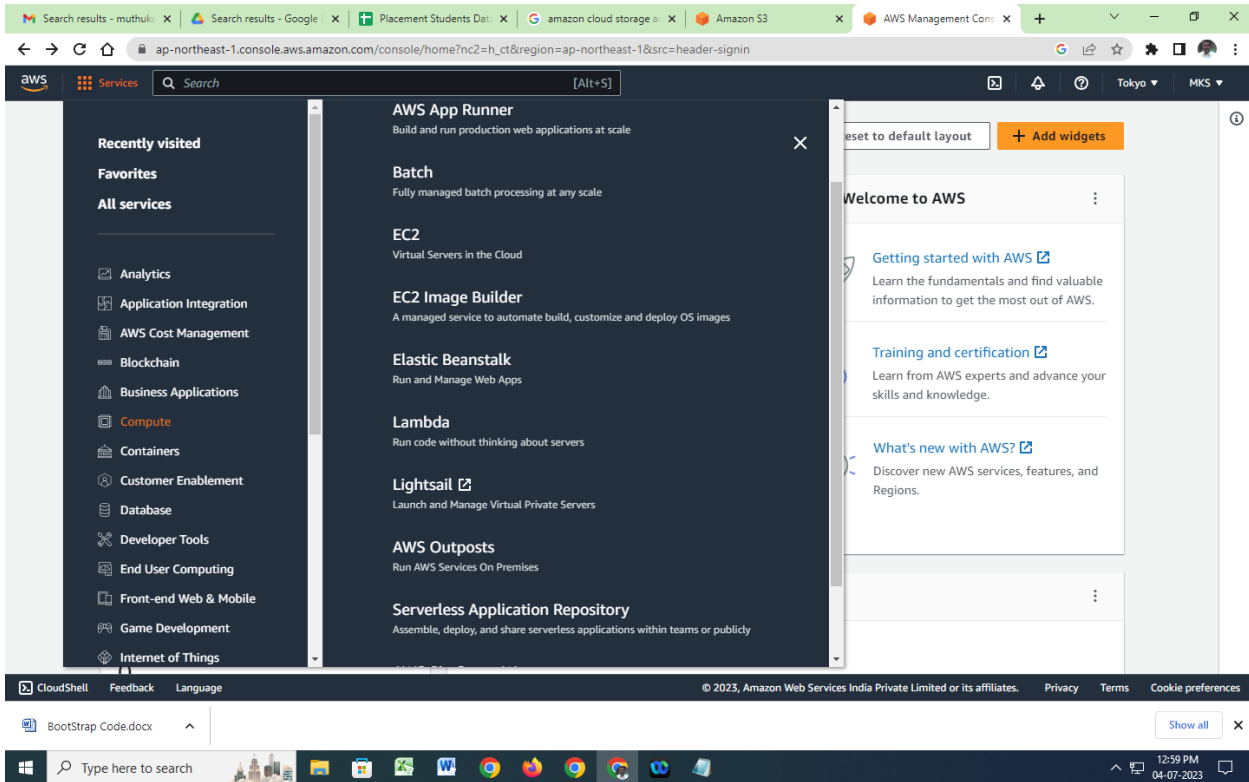 Search results - muthuku
Search results - Google D
Placement Students Data
amazon cloud storage a
Amazon S3
AWS Management Cons
ap-northeast-1.console.aws.amazon.com/console/home?nc2=h_ct&region=ap-northeast-1&src=header-signin
aws
Services
Search
[Alt+S]
Tokyo
MKS
Recently visited
Favorites
All services
Analytics
Application Integration
AWS Cost Management
Blockchain
Business Applications
Compute
Containers
Customer Enablement
Database
Developer Tools
End User Computing
Front-end Web & Mobile
Game Development
Internet of Things
AWS App Runner
Build and run production web applications at scale
Batch
Fully managed batch processing at any scale
EC2
Virtual Servers in the Cloud
EC2 Image Builder
A managed service to automate build, customize and deploy OS images
Elastic Beanstalk
Run and Manage Web Apps
Lambda
Run code without thinking about servers
Lightsail
Launch and Manage Virtual Private Servers
AWS Outposts
Run AWS Services On Premises
Serverless Application Repository
Assemble, deploy, and share serverless applications within teams or publicly
eset to default layout
+ Add widgets
Welcome to AWS
Getting started with AWS
Learn the fundamentals and find valuable
information to get the most out of AWS.
Training and certification
Learn from AWS experts and advance your
skills and knowledge.
What's new with AWS?
Discover new AWS services, features, and
Regions.
CloudShell Feedback Language
© 2023, Amazon Web Services India Private Limited or its affiliates. Privacy Terms Cookie preferences
BootStrap Code.docx
Show all
Type here to search
12:59 PM
04-07-2023